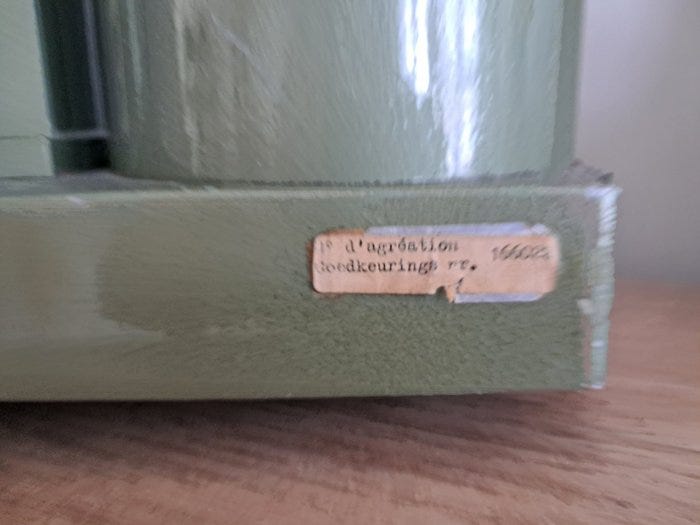 N° d'agréation 166023
Goedkeurings nr.